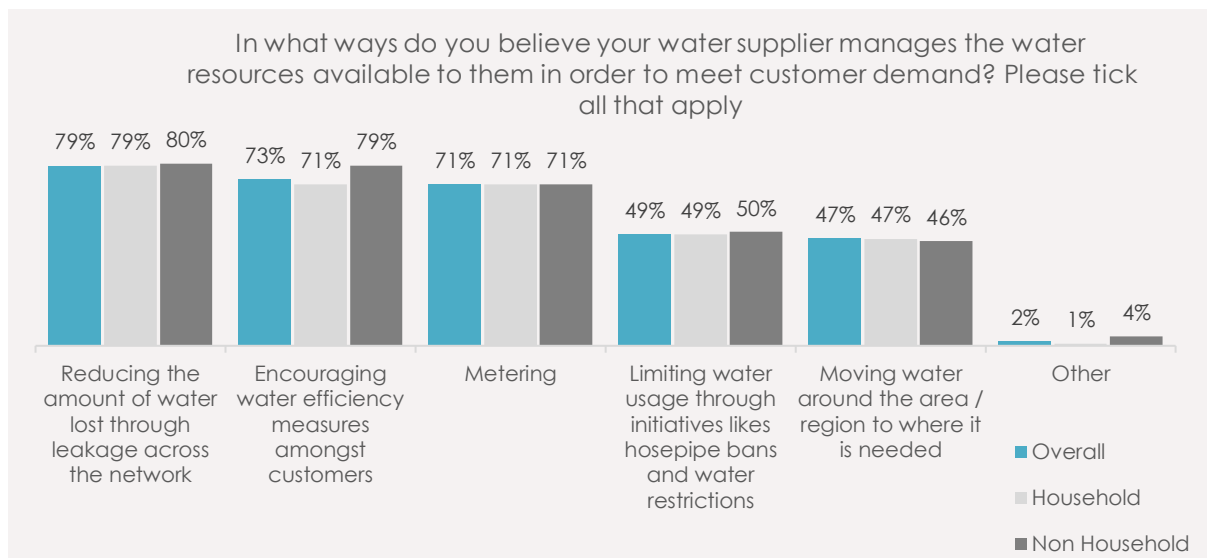 In what ways do you believe your water supplier manages the water
resources available to them in order to meet customer demand? Please tick
all that apply
79% 79% 80%
73% 71% 79%
71% 71% 71%
49% 49% 50%
47% 47% 46%
2% 1% 4%
Reducing the
amount of water
lost through
leakage across
the network
Encouraging
water efficiency
measures
amongst
customers
Metering
Limiting water
usage through
initiatives likes
hosepipe bans
and water
restrictions
Moving water
around the area /
region to where it
is needed
Other
Overall
Household
Non Household